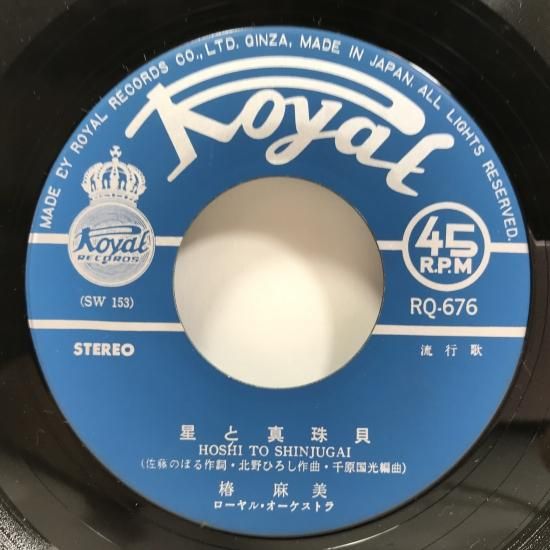 MADE BY ROYAL RECORDS CO., LTD. GINZA, MADE IN JAPAN. ALL RIGHTS RESERVED.
Royal
Royal
RECORDS
45
R.P.M
(SW 153)
RQ-676
STEREO
流行歌
星と真珠貝
HOSHI TO SHINJUGAI
(佐藤のぼる作詞・北野ひろし作曲・千原国光編曲)
椿麻美
ローヤル・オーケストラ